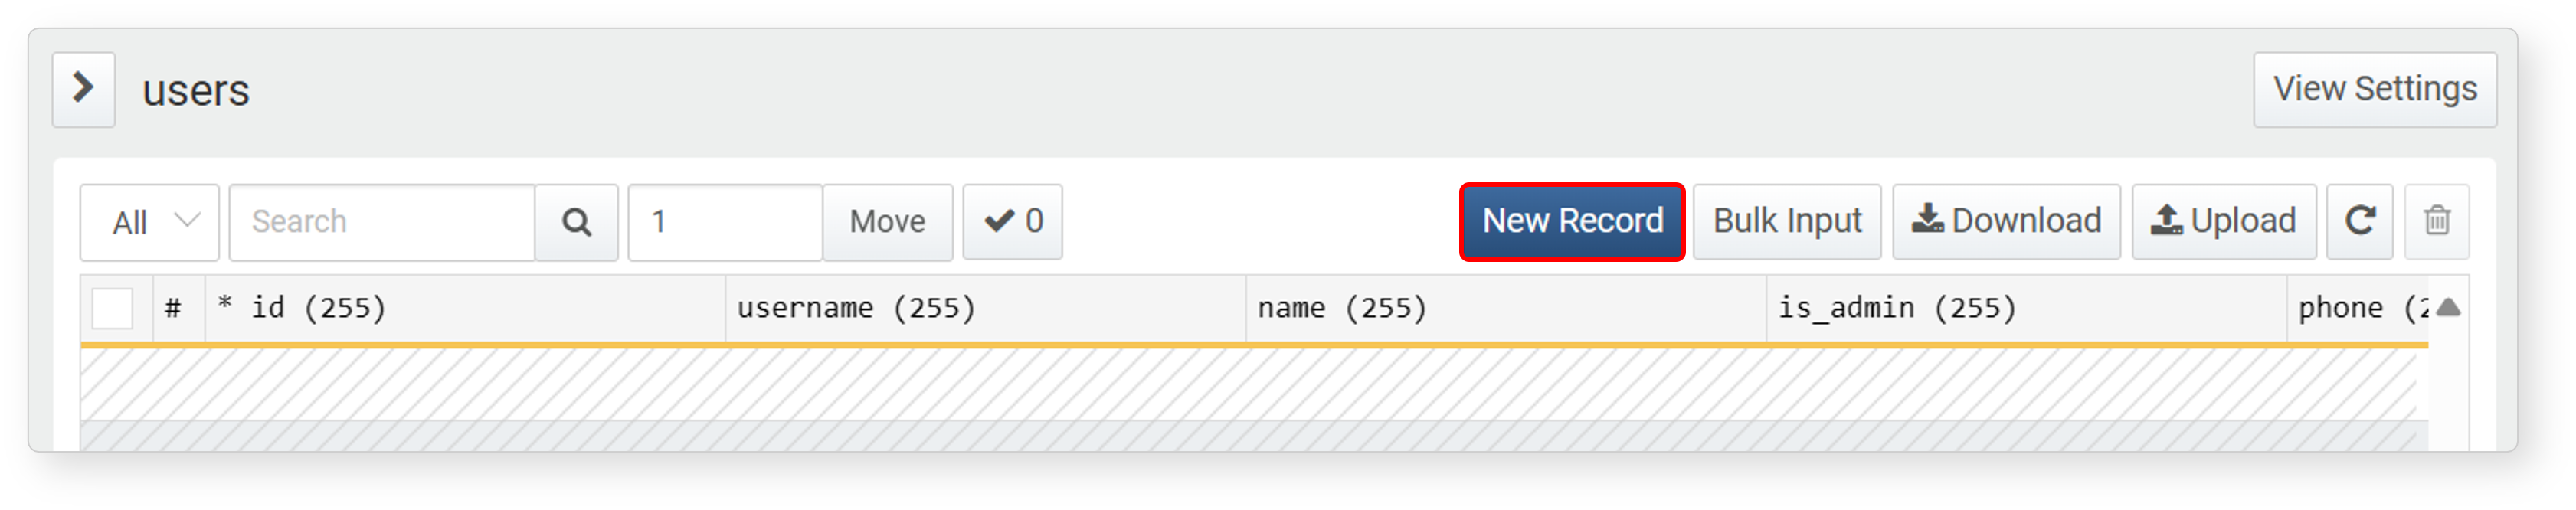 users View Settings
All Search 1 Move 0 New Record Bulk Input Download Upload
# * id (255) username (255) name (255) is_admin (255) phone (2